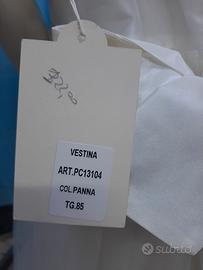 VESTINA
ART.PC13104
COL.PANNA
TG.85
subito